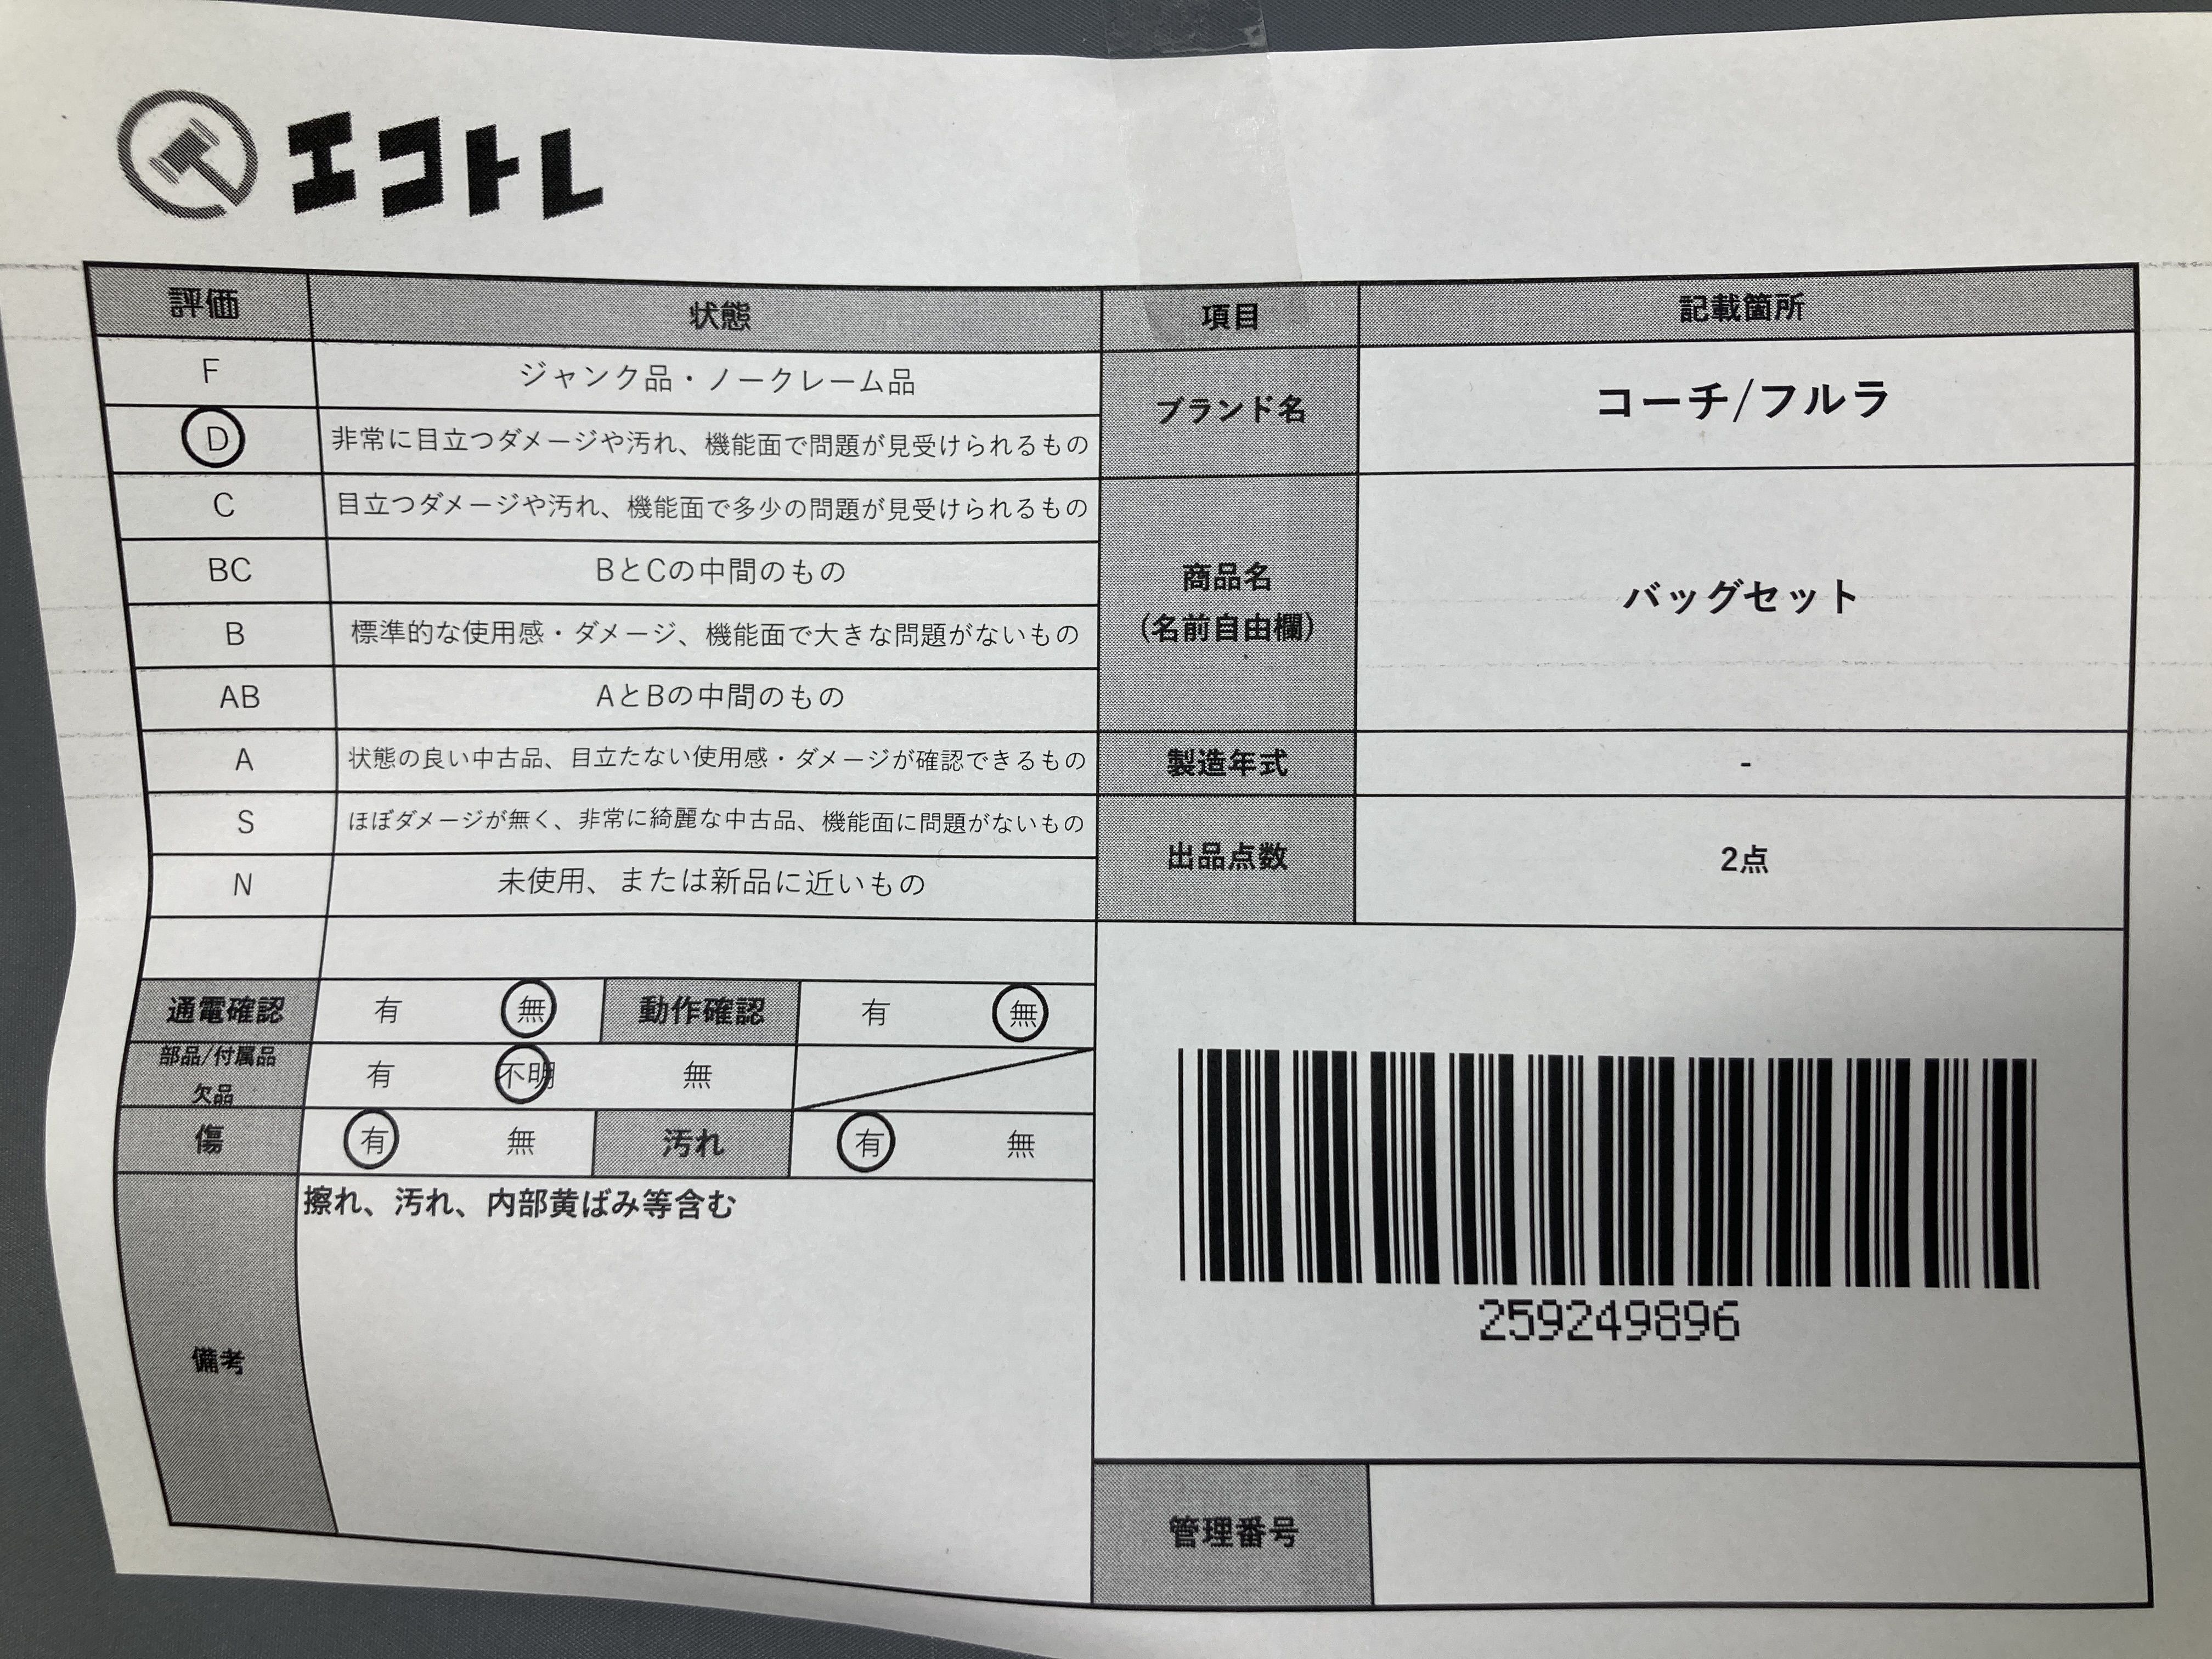 エコトレ
評価 状態
F ジャンク品・ノークレーム品
D 非常に目立つダメージや汚れ、機能面で問題が見受けられるもの
C 目立つダメージや汚れ、機能面で多少の問題が見受けられるもの
BC BとCの中間のもの
B 標準的な使用感・ダメージ、機能面で大きな問題がないもの
AB AとBの中間のもの
A 状態の良い中古品、目立たない使用感・ダメージが確認できるもの
S ほぼダメージが無く、非常に綺麗な中古品、機能面に問題がないもの
N 未使用、または新品に近いもの
通電確認 有 無 動作確認 有 無
部品/付属品
欠品 有 不明 無
傷 有 無 汚れ 有 無
備考 擦れ、汚れ、内部黄ばみ等含む
項目 記載箇所
ブランド名 コーチ/フルラ
商品名
(名前自由欄) バッグセット
製造年式 -
出品点数 2点
259249896
管理番号